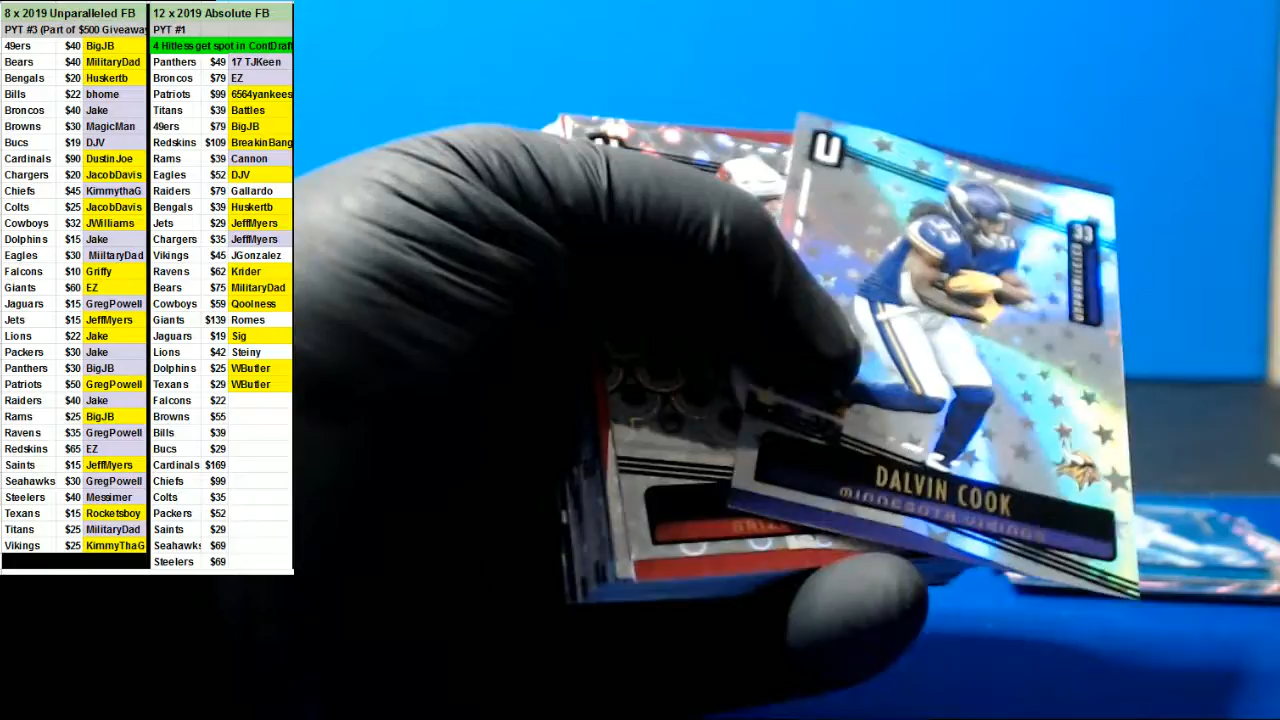 8 x 2019 Unparalleled FB
PYT #3 (Part of $500 Giveaway
49ers $40 BigJB
Bears $40 MilitaryDad
Bengals $20 Huskertb
Bills $22 bhome
Broncos $40 Jake
Browns $30 MagicMan
Bucs $19 DJV
Cardinals $90 DustinJoe
Chargers $20 JacobDavis
Chiefs $45 KimmythaG
Colts $25 JacobDavis
Cowboys $32 JWilliams
Dolphins $15 Jake
Eagles $30 MiiltaryDad
Falcons $10 Griffy
Giants $60 EZ
Jaguars $15 GregPowell
Jets $15 JeffMyers
Lions $22 Jake
Packers $30 Jake
Panthers $30 BigJB
Patriots $50 GregPowell
Raiders $40 Jake
Rams $25 BigJB
Ravens $35 GregPowell
Redskins $65 EZ
Saints $15 JeffMyers
Seahawks $30 GregPowell
Steelers $40 Messimer
Texans $15 Rocketsboy
Titans $25 MilitaryDad
Vikings $25 KimmyThaG
12 x 2019 Absolute FB
PYT #1
4 Hitless get spot in ContDraft
Panthers $49 17 TJKeen
Broncos $79 EZ
Patriots $99 6564yankees
Titans $39 Battles
49ers $79 BigJB
Redskins $109 BreakinBang
Rams $39 Cannon
Eagles $52 DJV
Raiders $79 Gallardo
Bengals $39 Huskertb
Jets $29 JeffMyers
Chargers $35 JeffMyers
Vikings $45 JGonzalez
Ravens $62 Krider
Bears $75 MilitaryDad
Cowboys $59 Qoolness
Giants $139 Romes
Jaguars $19 Sig
Lions $42 Steiny
Dolphins $25 WButler
Texans $29 WButler
Falcons $22
Browns $55
Bills $39
Bucs $29
Cardinals $169
Chiefs $99
Colts $35
Packers $52
Saints $29
Seahawks $69
Steelers $69
U
33
UNPARALLELED
DALVIN COOK
MINNESOTA VIKINGS